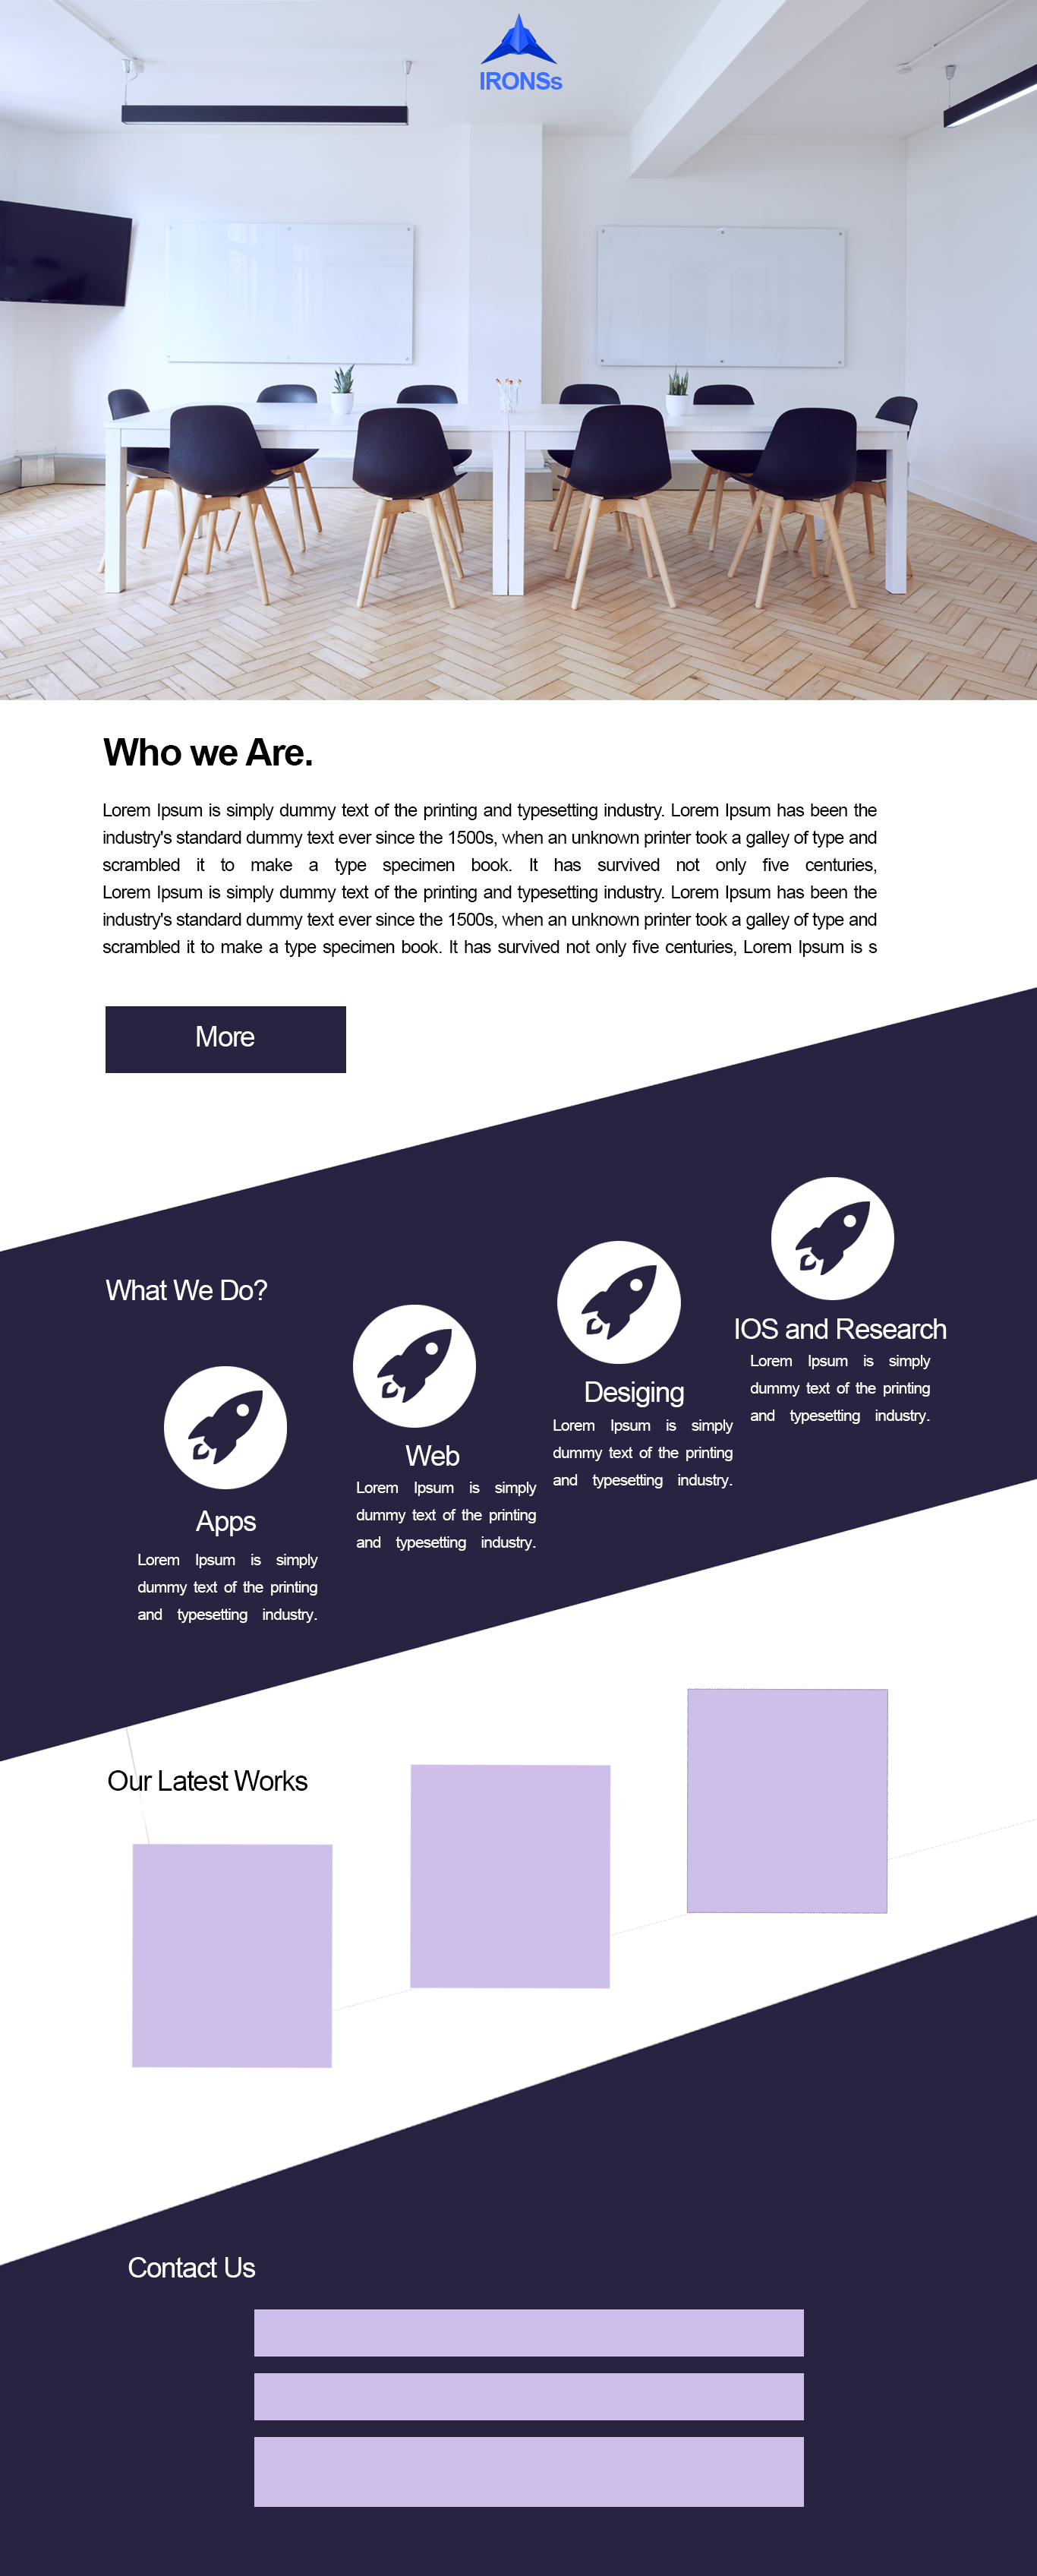 IRONSs
Who we Are.
Lorem Ipsum is simply dummy text of the printing and typesetting industry. Lorem Ipsum has been the
industry's standard dummy text ever since the 1500s, when an unknown printer took a galley of type and
scrambled it to make a type specimen book. It has survived not only five centuries,
Lorem Ipsum is simply dummy text of the printing and typesetting industry. Lorem Ipsum has been the
industry's standard dummy text ever since the 1500s, when an unknown printer took a galley of type and
scrambled it to make a type specimen book. It has survived not only five centuries, Lorem Ipsum is s
More
What We Do?
Apps
Lorem Ipsum is simply
dummy text of the printing
and typesetting industry.
Web
Lorem Ipsum is simply
dummy text of the printing
and typesetting industry.
Desiging
Lorem Ipsum is simply
dummy text of the printing
and typesetting industry.
IOS and Research
Lorem Ipsum is simply
dummy text of the printing
and typesetting industry.
Our Latest Works
Contact Us